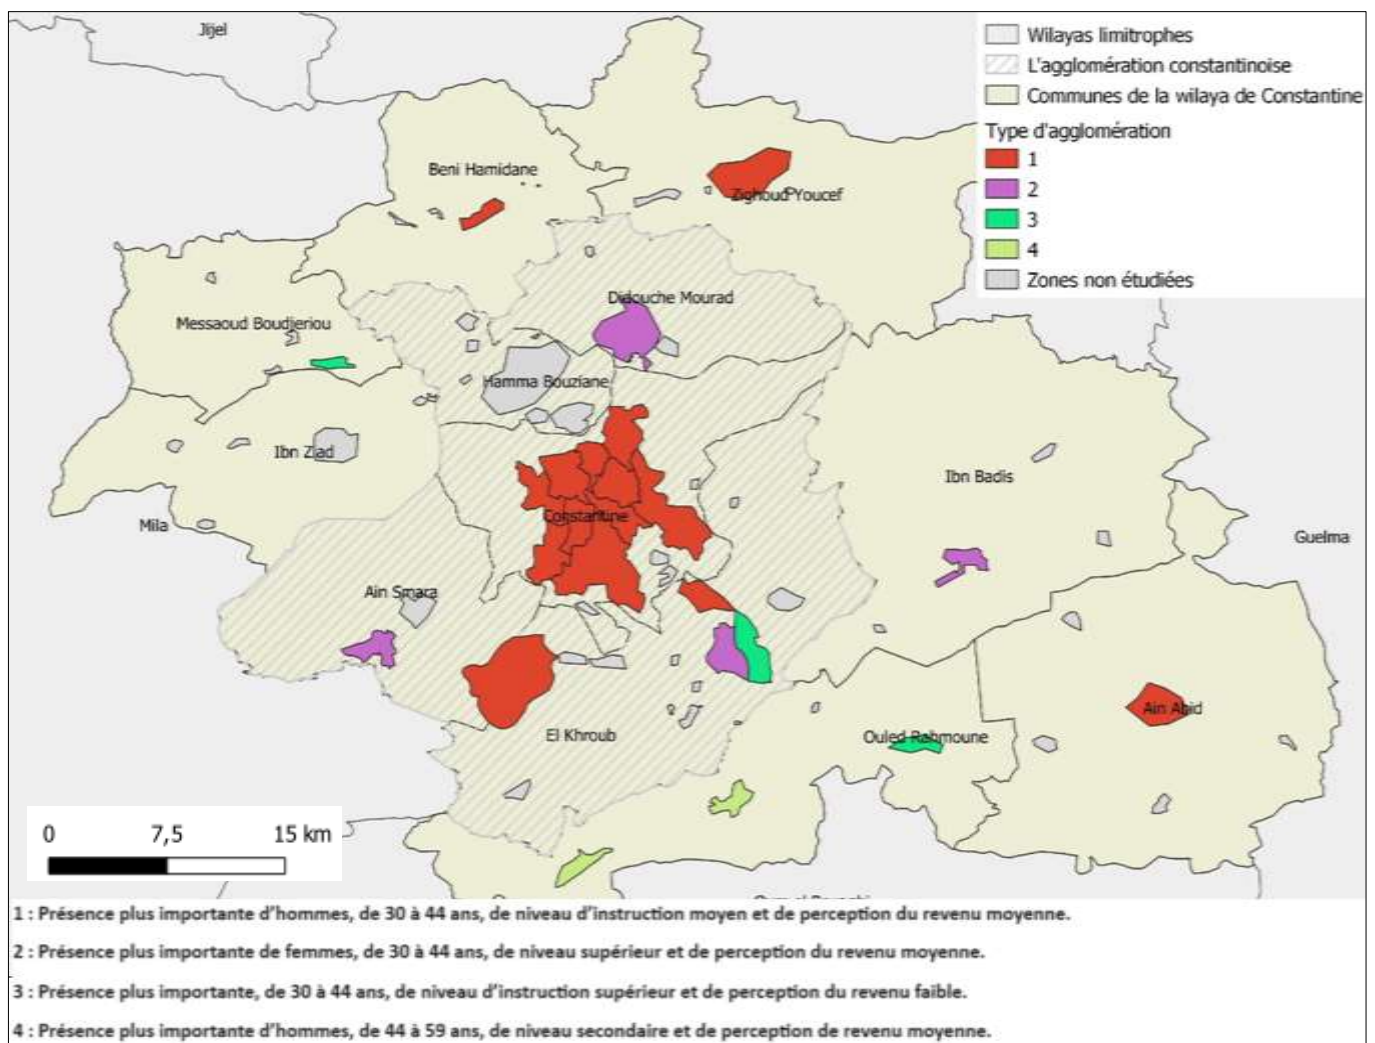 Jijel
Wilayas limitrophes
L'agglomération constantinoise
Communes de la wilaya de Constantine
Type d'agglomération
1
2
3
4
Zones non étudiées
Beni Hamidane
Zighoud Youcef
Didouche Mourad
Messaoud Boudjeriou
Hamma Bouziane
Ibn Ziad
Ibn Badis
Constantine
Mila
Guelma
Ain Smara
Ain Abid
El Khroub
Ouled Rahmoune
0 7,5 15 km
1 : Présence plus importante d'hommes, de 30 à 44 ans, de niveau d'instruction moyen et de perception du revenu moyenne.
2 : Présence plus importante de femmes, de 30 à 44 ans, de niveau supérieur et de perception du revenu moyenne.
3 : Présence plus importante, de 30 à 44 ans, de niveau d'instruction supérieur et de perception du revenu faible.
4 : Présence plus importante d'hommes, de 44 à 59 ans, de niveau secondaire et de perception de revenu moyenne.